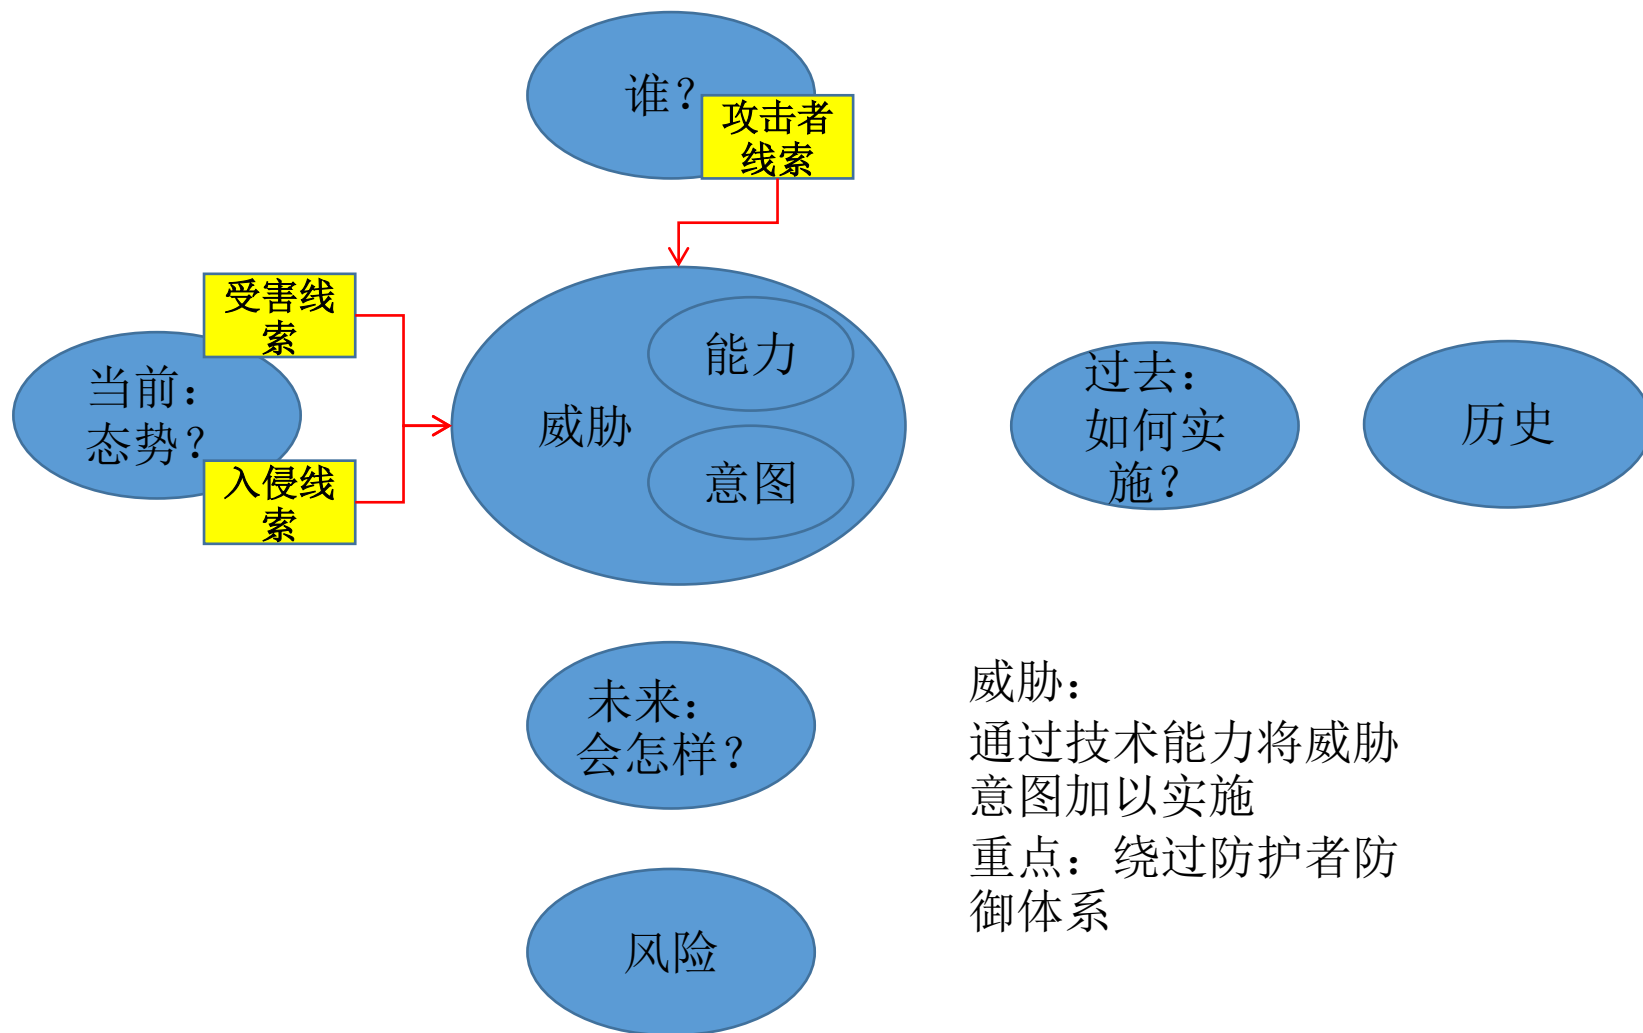 谁？
攻击者
线索
受害线
索
当前：
态势？
入侵线
索
威胁
能力
意图
过去：
如何实
施？
历史
未来：
会怎样？
风险
威胁：
通过技术能力将威胁
意图加以实施
重点：绕过防护者防
御体系